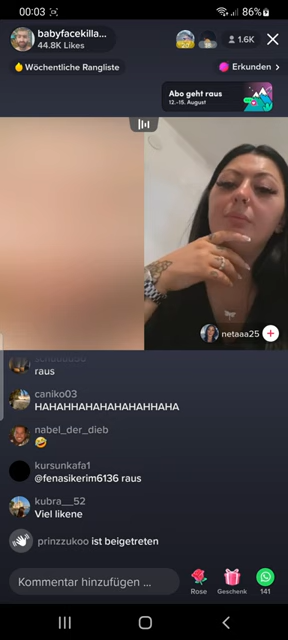 00:03
86%
babyfacekilla...
44.8K Likes
1.6K
Wöchentliche Rangliste
Erkunden >
Abo geht raus
12.-15. August
netaaa25
raus
caniko03
HAHAHHAHAHAHAHAHHAHA
nabel_der_dieb
🤣
kursunkafa1
@fenasikerim6136 raus
kubra__52
Viel likene
prinzzukoo ist beigetreten
Kommentar hinzufügen ...
Rose
Geschenk
141